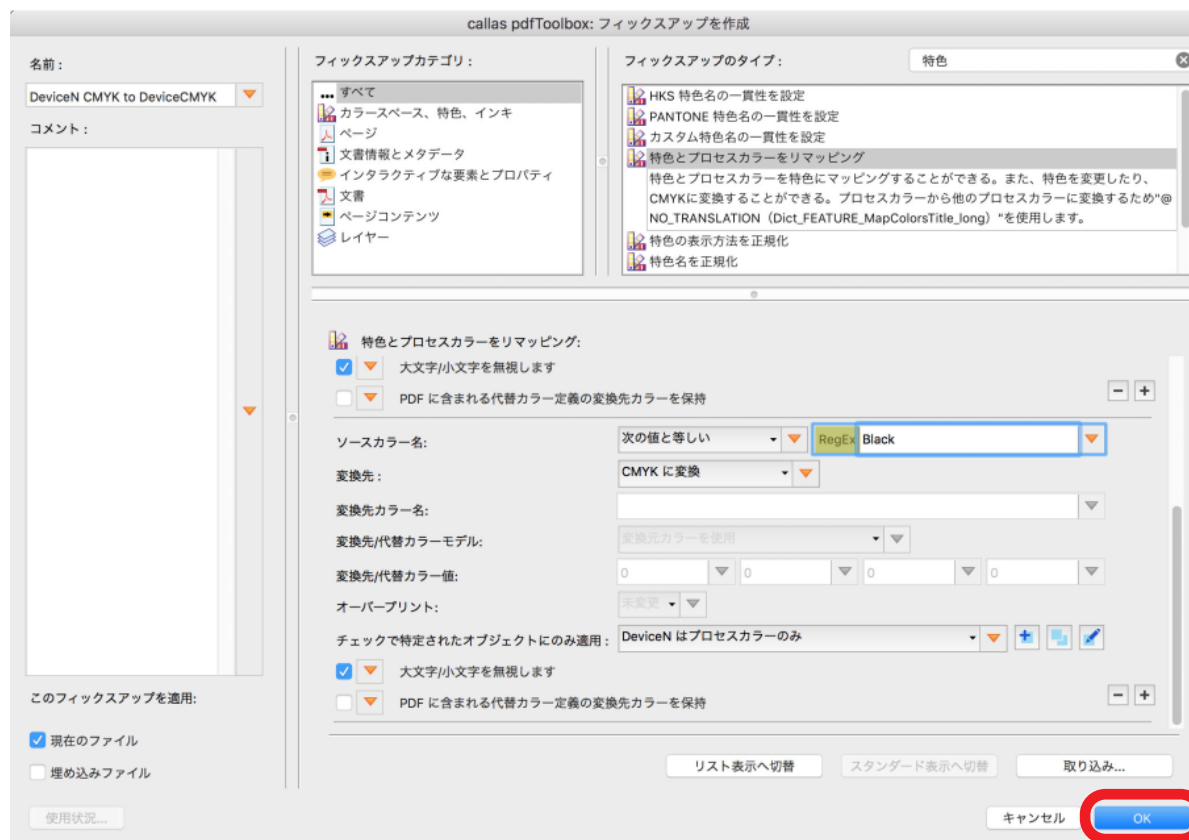 callas pdfToolbox: フィックスアップを作成
名前 :
DeviceN CMYK to DeviceCMYK
コメント :
このフィックスアップを適用:
現在のファイル
埋め込みファイル
使用状況...
フィックスアップカテゴリ :
すべて
カラースペース、特色、インキ
ページ
文書情報とメタデータ
インタラクティブな要素とプロパティ
文書
ページコンテンツ
レイヤー
フィックスアップのタイプ :
特色
HKS 特色名の一貫性を設定
PANTONE 特色名の一貫性を設定
カスタム特色名の一貫性を設定
特色とプロセスカラーをリマッピング
特色とプロセスカラーを特色にマッピングすることができる。また、特色を変更したり、
CMYKに変換することができる。プロセスカラーから他のプロセスカラーに変換するため"@
NO_TRANSLATION（Dict_FEATURE_MapColorsTitle_long）"を使用します。
特色の表示方法を正規化
特色名を正規化
特色とプロセスカラーをリマッピング:
大文字/小文字を無視します
PDF に含まれる代替カラー定義の変換先カラーを保持
ソースカラー名: 次の値と等しい RegEx Black
変換先 : CMYK に変換
変換先カラー名:
変換先/代替カラーモデル: 変換元カラーを使用
変換先/代替カラー値: 0 0 0 0
オーバープリント: 未変更
チェックで特定されたオブジェクトにのみ適用 : DeviceN はプロセスカラーのみ
大文字/小文字を無視します
PDF に含まれる代替カラー定義の変換先カラーを保持
リスト表示へ切替 スタンダード表示へ切替 取り込み...
キャンセル OK